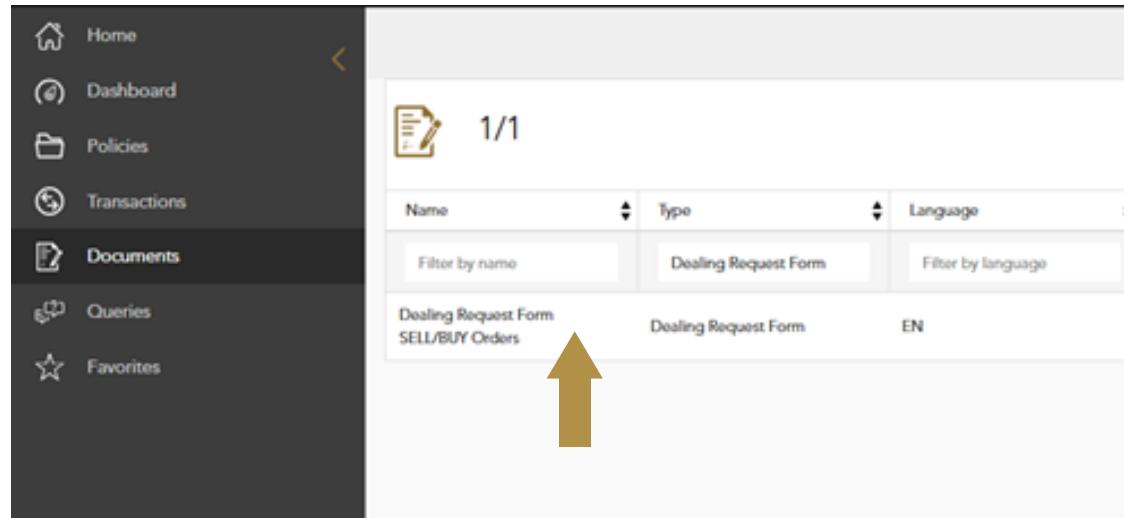 Home
Dashboard
Policies
Transactions
Documents
Queries
Favorites
1/1
Name Type Language
Filter by name Dealing Request Form Filter by language
Dealing Request Form
SELL/BUY Orders Dealing Request Form EN